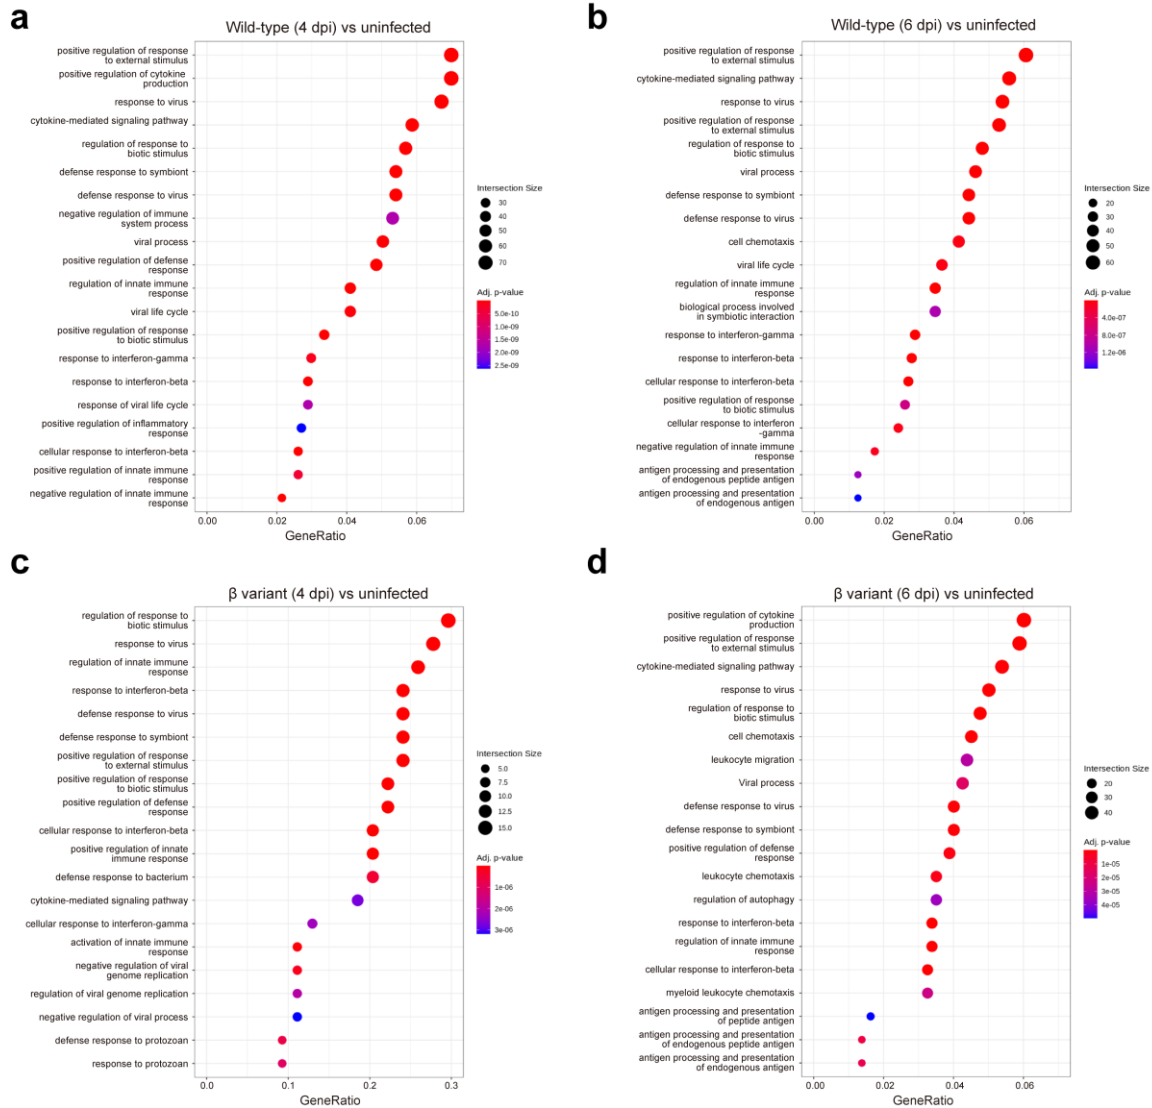 a
Wild-type (4 dpi) vs uninfected
positive regulation of response
to external stimulus
positive regulation of cytokine
production
response to virus
cytokine-mediated signaling pathway
regulation of response to
biotic stimulus
defense response to symbiont
defense response to virus
negative regulation of immune
system process
viral process
positive regulation of defense
response
regulation of innate immune
response
viral life cycle
positive regulation of response
to biotic stimulus
response to interferon-gamma
response to interferon-beta
response of viral life cycle
positive regulation of inflammatory
response
cellular response to interferon-beta
positive regulation of innate immune
response
negative regulation of innate immune
response
0.00 0.02 0.04 0.06
GeneRatio
Intersection Size
30
40
50
60
70
Adj. p-value
5.0e-10
1.0e-09
1.5e-09
2.0e-09
2.5e-09
b
Wild-type (6 dpi) vs uninfected
positive regulation of response
to external stimulus
cytokine-mediated signaling pathway
response to virus
positive regulation of response
to external stimulus
regulation of response to
biotic stimulus
viral process
defense response to symbiont
defense response to virus
cell chemotaxis
viral life cycle
regulation of innate immune
response
biological process involved
in symbiotic interaction
response to interferon-gamma
response to interferon-beta
cellular response to interferon-beta
positive regulation of response
to biotic stimulus
cellular response to interferon
-gamma
negative regulation of innate immune
response
antigen processing and presentation
of endogenous peptide antigen
antigen processing and presentation
of endogenous antigen
0.00 0.02 0.04 0.06
GeneRatio
Intersection Size
20
30
40
50
60
Adj. p-value
4.0e-07
8.0e-07
1.2e-06
c
β variant (4 dpi) vs uninfected
regulation of response to
biotic stimulus
response to virus
regulation of innate immune
response
response to interferon-beta
defense response to virus
defense response to symbiont
positive regulation of response
to external stimulus
positive regulation of response
to biotic stimulus
positive regulation of defense
response
cellular response to interferon-beta
positive regulation of innate
immune response
defense response to bacterium
cytokine-mediated signaling pathway
cellular response to interferon-gamma
activation of innate immune
response
negative regulation of viral
genome replication
regulation of viral genome replication
negative regulation of viral process
defense response to protozoan
response to protozoan
0.0 0.1 0.2 0.3
GeneRatio
Intersection Size
5.0
7.5
10.0
12.5
15.0
Adj. p-value
1e-06
2e-06
3e-06
d
β variant (6 dpi) vs uninfected
positive regulation of cytokine
production
positive regulation of response
to external stimulus
cytokine-mediated signaling pathway
response to virus
regulation of response to
biotic stimulus
cell chemotaxis
leukocyte migration
Viral process
defense response to virus
defense response to symbiont
positive regulation of defense
response
leukocyte chemotaxis
regulation of autophagy
response to interferon-beta
regulation of innate immune
response
cellular response to interferon-beta
myeloid leukocyte chemotaxis
antigen processing and presentation
of peptide antigen
antigen processing and presentation
of endogenous peptide antigen
antigen processing and presentation
of endogenous antigen
0.00 0.02 0.04 0.06
GeneRatio
Intersection Size
20
30
40
Adj. p-value
1e-05
2e-05
3e-05
4e-05